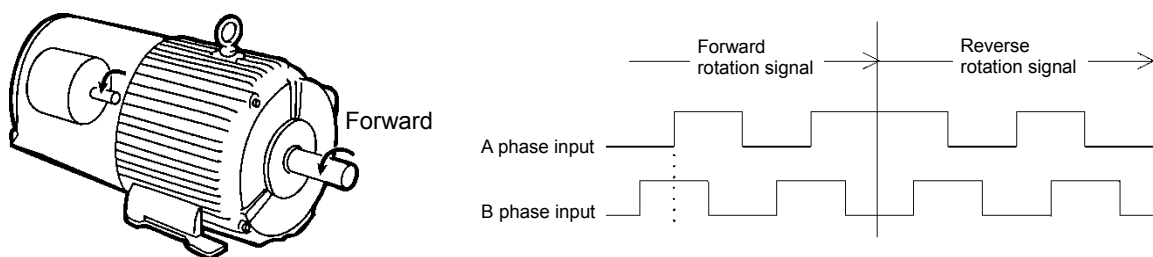 Forward
Forward
rotation signal
Reverse
rotation signal
A phase input
B phase input